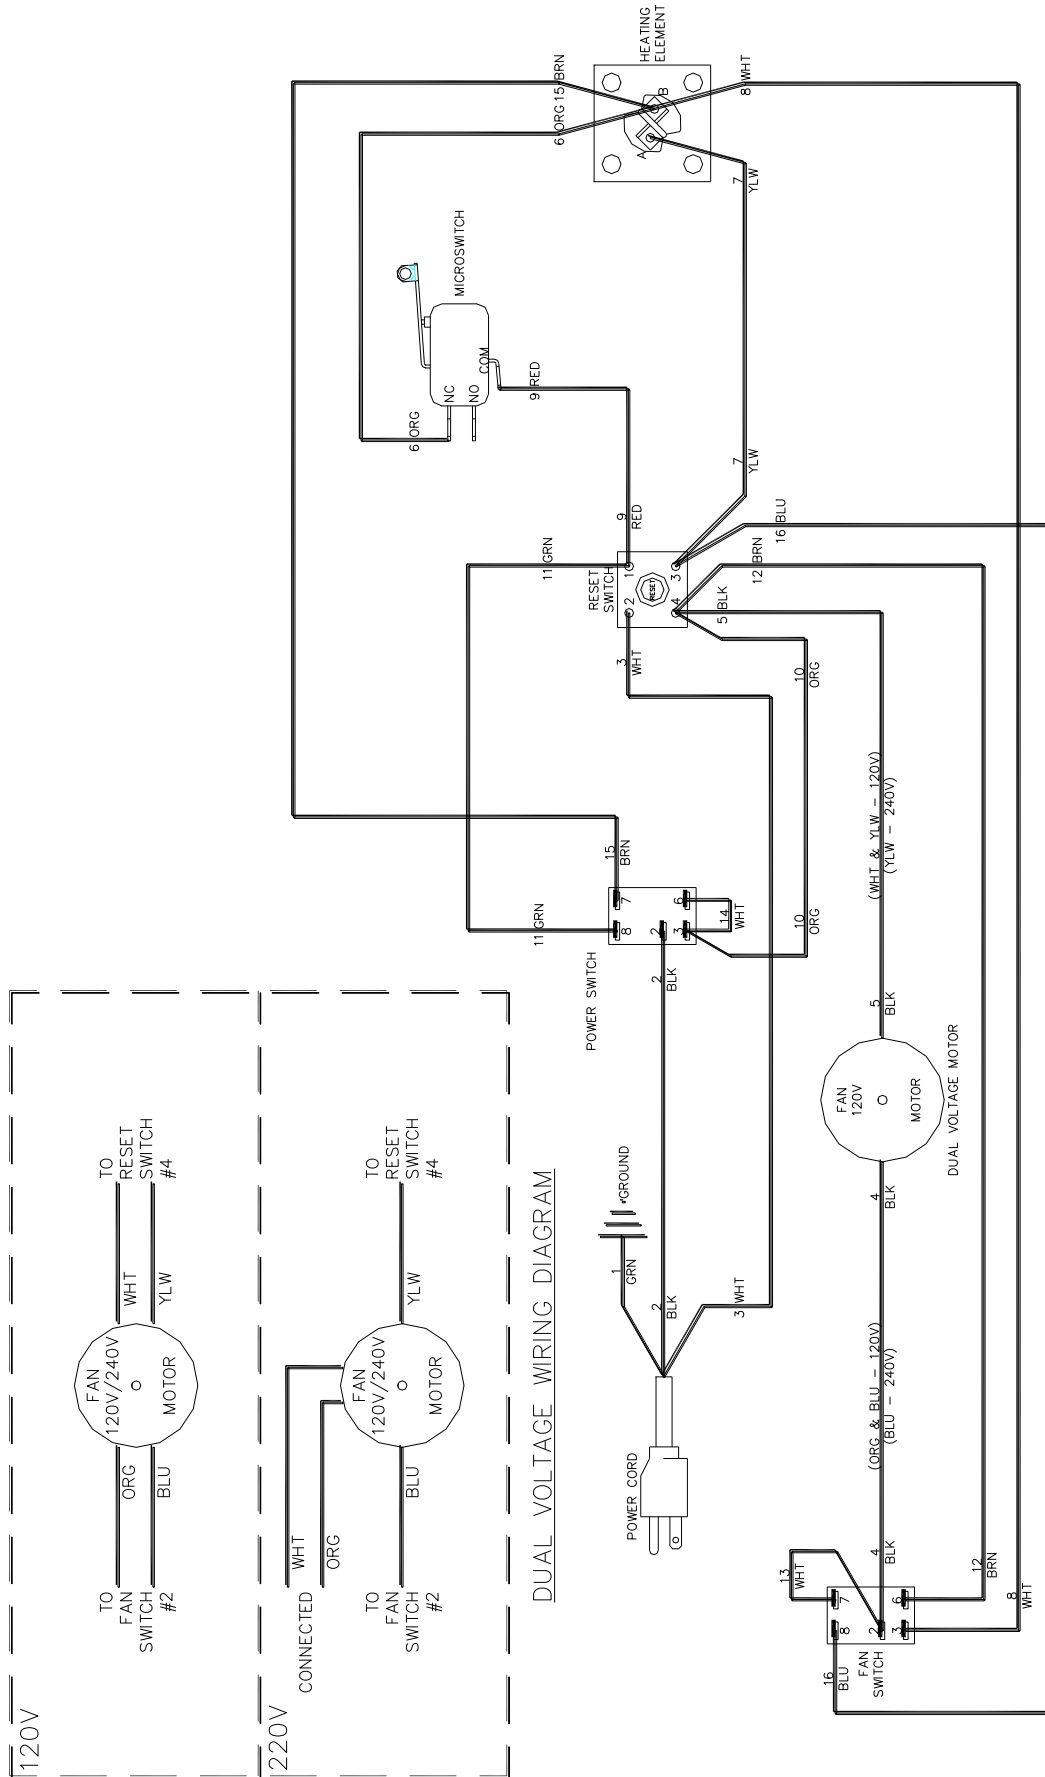 120V
TO
FAN
SWITCH
#2
ORG
BLU
FAN
120V/240V
MOTOR
WHT
YLW
TO
RESET
SWITCH
#4
220V
CONNECTED
WHT
ORG
TO
FAN
SWITCH
#2
BLU
FAN
120V/240V
MOTOR
YLW
TO
RESET
SWITCH
#4
DUAL VOLTAGE WIRING DIAGRAM
15 BRN
6 ORG
HEATING
ELEMENT
8 WHT
A
B
7
YLW
6 ORG
NC
NO
COM
MICROSWITCH
9 RED
9
RED
7
YLW
11 GRN
RESET
SWITCH
1
2
3
4
RESET
16 BLU
12 BRN
5 BLK
3
WHT
10
ORG
15
BRN
11 GRN
7
8
2
6
3
14
WHT
POWER SWITCH
2
BLK
10
ORG
(WHT & YLW - 120V)
(YLW - 240V)
5
BLK
FAN
120V
MOTOR
DUAL VOLTAGE MOTOR
GROUND
1
GRN
2
BLK
3 WHT
POWER CORD
4
BLK
(ORG & BLU - 120V)
(BLU - 240V)
4
BLK
13
WHT
12
BRN
8
WHT
7
8
2
6
3
FAN
SWITCH
16
BLU